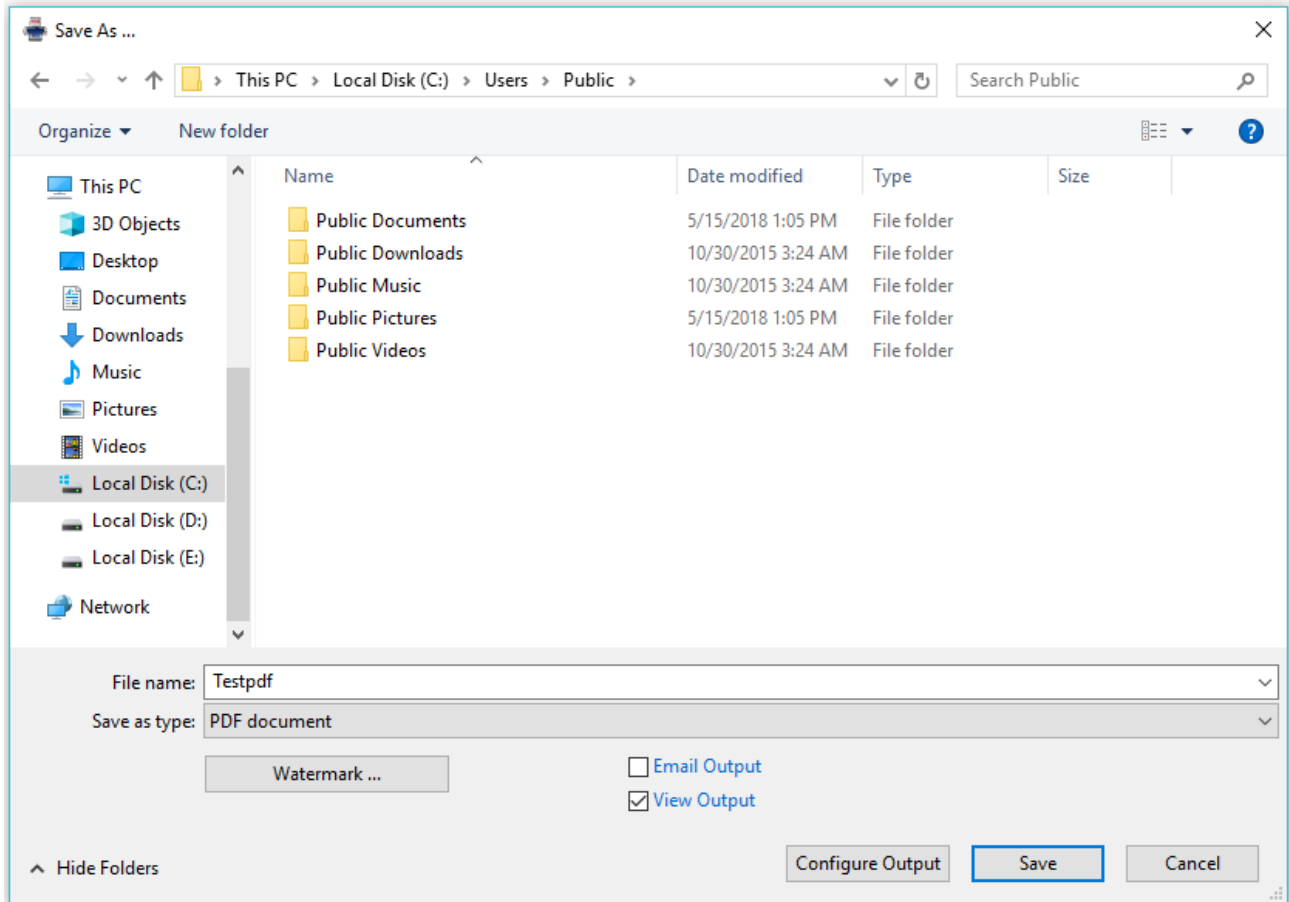 Save As ...
This PC > Local Disk (C:) > Users > Public >
Search Public
Organize
New folder
?
This PC
3D Objects
Desktop
Documents
Downloads
Music
Pictures
Videos
Local Disk (C:)
Local Disk (D:)
Local Disk (E:)
Network
Name Date modified Type Size
Public Documents 5/15/2018 1:05 PM File folder
Public Downloads 10/30/2015 3:24 AM File folder
Public Music 10/30/2015 3:24 AM File folder
Public Pictures 5/15/2018 1:05 PM File folder
Public Videos 10/30/2015 3:24 AM File folder
File name: Testpdf
Save as type: PDF document
Watermark ...
Email Output
View Output
Hide Folders
Configure Output
Save
Cancel